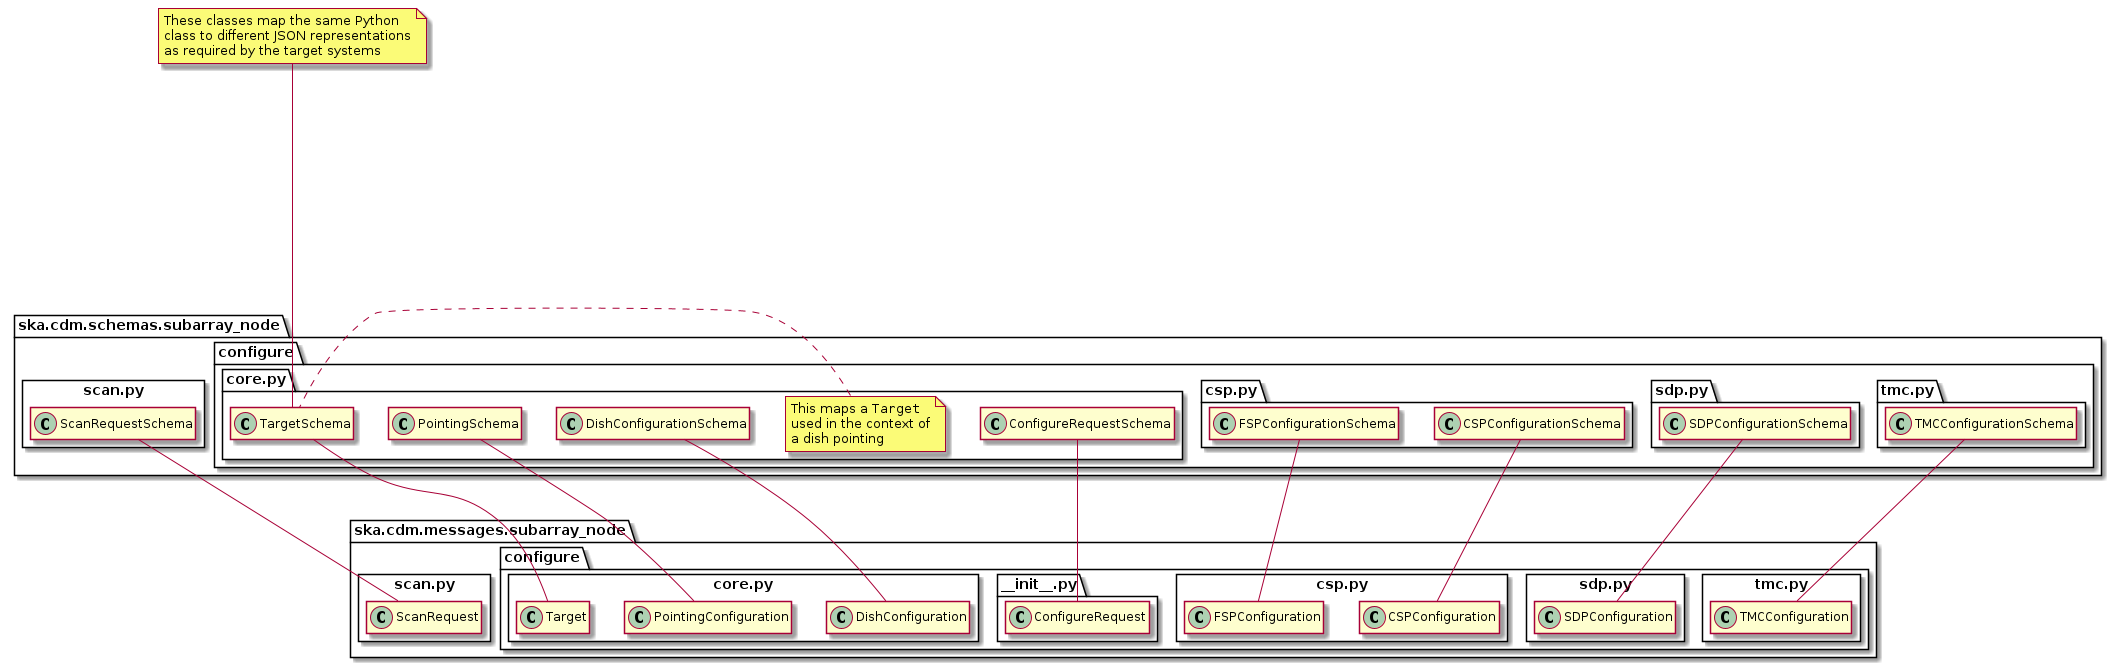 These classes map the same Python
class to different JSON representations
as required by the target systems
ska.cdm.schemas.subarray_node
configure
core.py
scan.py
csp.py
sdp.py
tmc.py
C ScanRequestSchema
C TargetSchema
C PointingSchema
C DishConfigurationSchema
This maps a Target
used in the context of
a dish pointing
C ConfigureRequestSchema
C FSPConfigurationSchema
C CSPConfigurationSchema
C SDPConfigurationSchema
C TMCConfigurationSchema
ska.cdm.messages.subarray_node
configure
scan.py
core.py
__init__.py
csp.py
sdp.py
tmc.py
C ScanRequest
C Target
C PointingConfiguration
C DishConfiguration
C ConfigureRequest
C FSPConfiguration
C CSPConfiguration
C SDPConfiguration
C TMCConfiguration